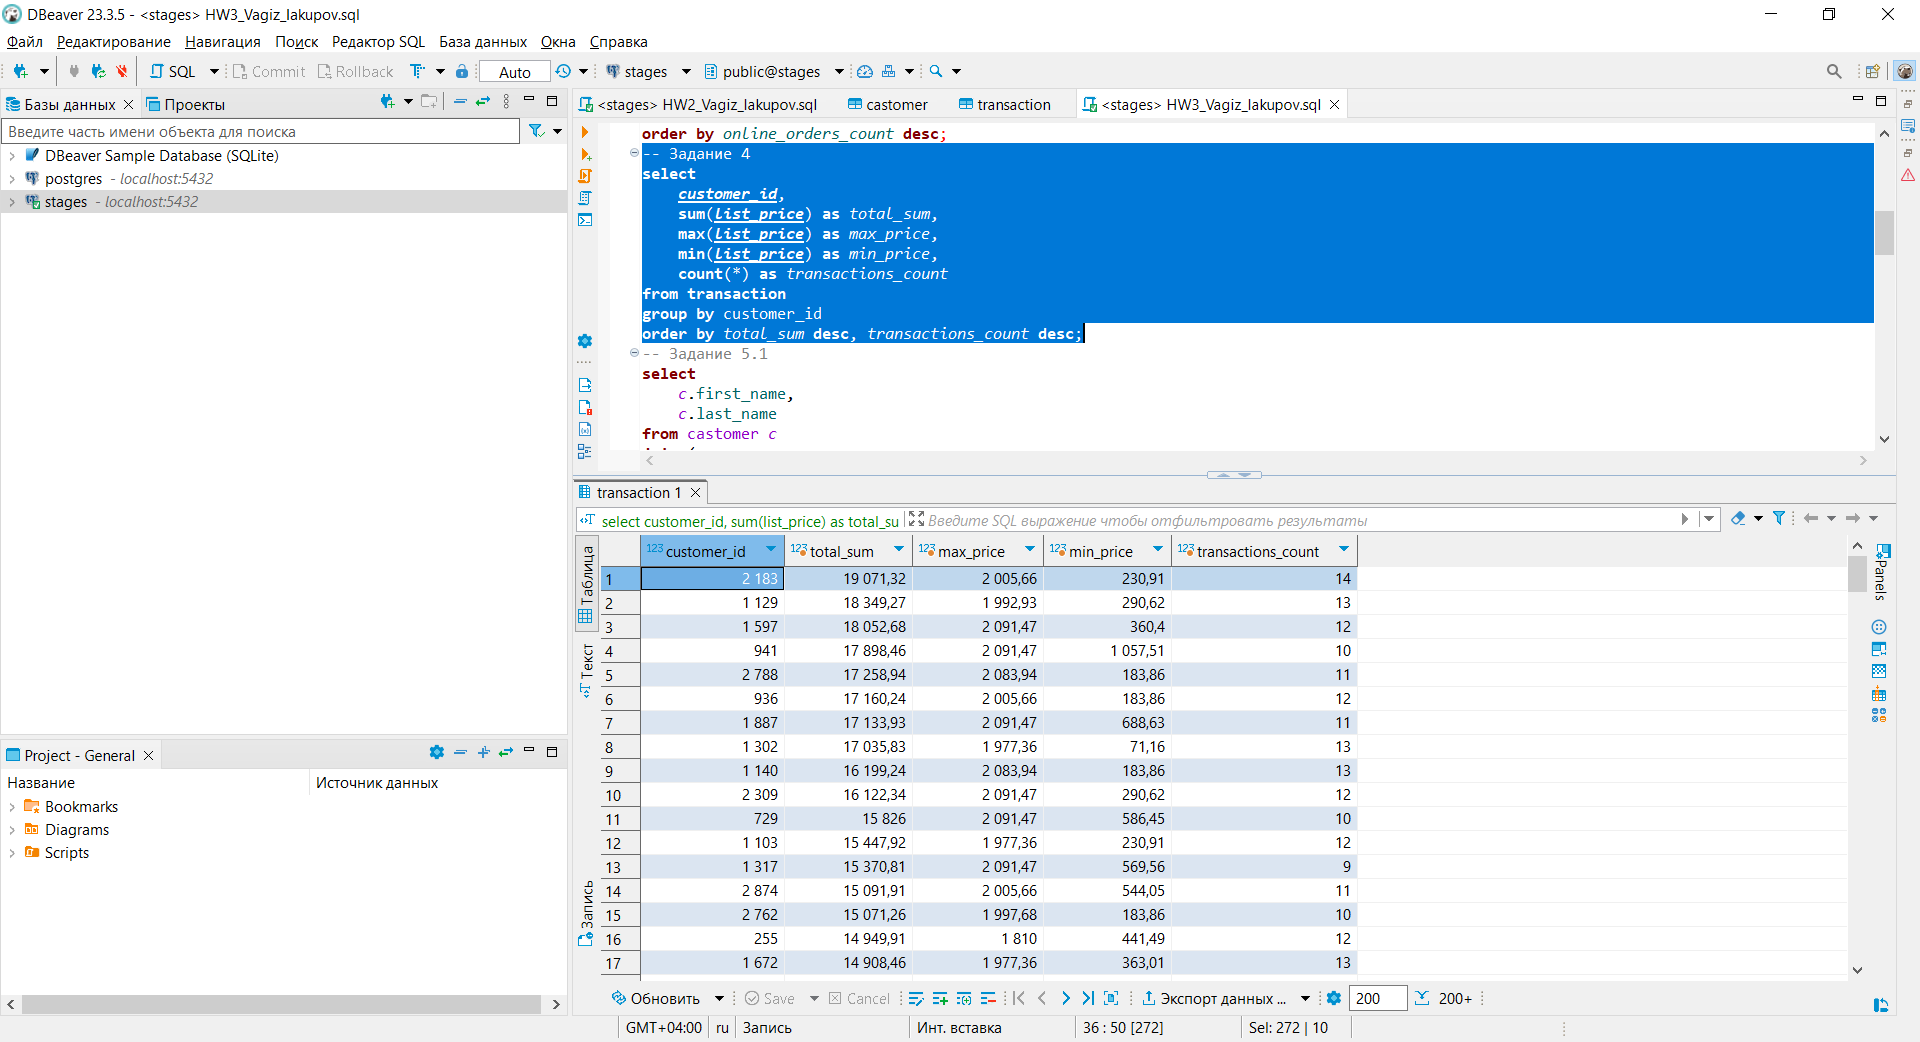 DBeaver 23.3.5 - <stages> HW3_Vagiz_Iakupov.sql
Файл Редактирование Навигация Поиск Редактор SQL База данных Окна Справка
SQL Commit Rollback Auto stages public@stages
Базы данных Проекты
Введите часть имени объекта для поиска
DBeaver Sample Database (SQLite)
postgres - localhost:5432
stages - localhost:5432
Project - General
Название Источник данных
Bookmarks
Diagrams
Scripts
<stages> HW2_Vagiz_Iakupov.sql castomer transaction <stages> HW3_Vagiz_Iakupov.sql
order by online_orders_count desc;
-- Задание 4
select
customer_id,
sum(list_price) as total_sum,
max(list_price) as max_price,
min(list_price) as min_price,
count(*) as transactions_count
from transaction
group by customer_id
order by total_sum desc, transactions_count desc;
-- Задание 5.1
select
c.first_name,
c.last_name
from castomer c
transaction 1
select customer_id, sum(list_price) as total_su Введите SQL выражение чтобы отфильтровать результаты
Таблица
Текст
Запись
Panels
123 customer_id 123 total_sum 123 max_price 123 min_price 123 transactions_count
1 2 183 19 071,32 2 005,66 230,91 14
2 1 129 18 349,27 1 992,93 290,62 13
3 1 597 18 052,68 2 091,47 360,4 12
4 941 17 898,46 2 091,47 1 057,51 10
5 2 788 17 258,94 2 083,94 183,86 11
6 936 17 160,24 2 005,66 183,86 12
7 1 887 17 133,93 2 091,47 688,63 11
8 1 302 17 035,83 1 977,36 71,16 13
9 1 140 16 199,24 2 083,94 183,86 13
10 2 309 16 122,34 2 091,47 290,62 12
11 729 15 826 2 091,47 586,45 10
12 1 103 15 447,92 1 977,36 230,91 12
13 1 317 15 370,81 2 091,47 569,56 9
14 2 874 15 091,91 2 005,66 544,05 11
15 2 762 15 071,26 1 997,68 183,86 10
16 255 14 949,91 1 810 441,49 12
17 1 672 14 908,46 1 977,36 363,01 13
Обновить Save Cancel Экспорт данных ... 200 200+
GMT+04:00 ru Запись Инт. вставка 36 : 50 [272] Sel: 272 | 10